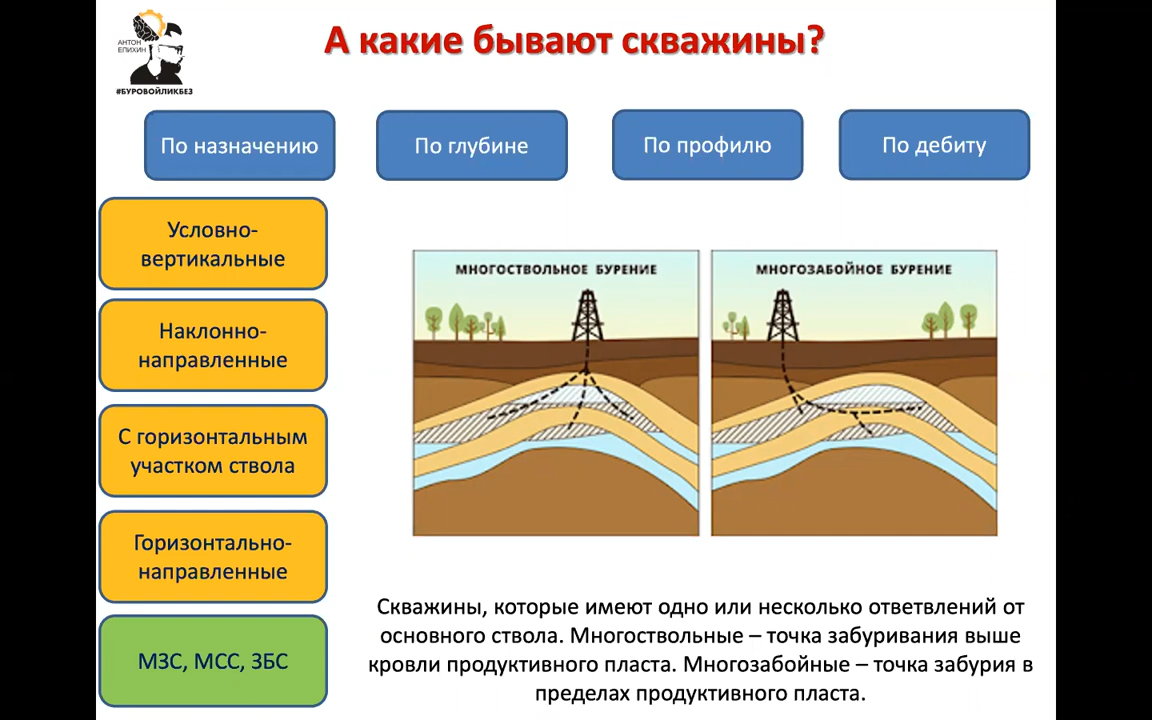 АНТОН
ЕПИХИН
#БУРОВОЙЛИКБЕЗ
А какие бывают скважины?
По назначению
По глубине
По профилю
По дебиту
Условно-
вертикальные
Наклонно-
направленные
С горизонтальным
участком ствола
Горизонтально-
направленные
МЗС, МСС, ЗБС
МНОГОСТВОЛЬНОЕ БУРЕНИЕ
МНОГОЗАБОЙНОЕ БУРЕНИЕ
Скважины, которые имеют одно или несколько ответвлений от
основного ствола. Многоствольные – точка забуривания выше
кровли продуктивного пласта. Многозабойные – точка забурия в
пределах продуктивного пласта.